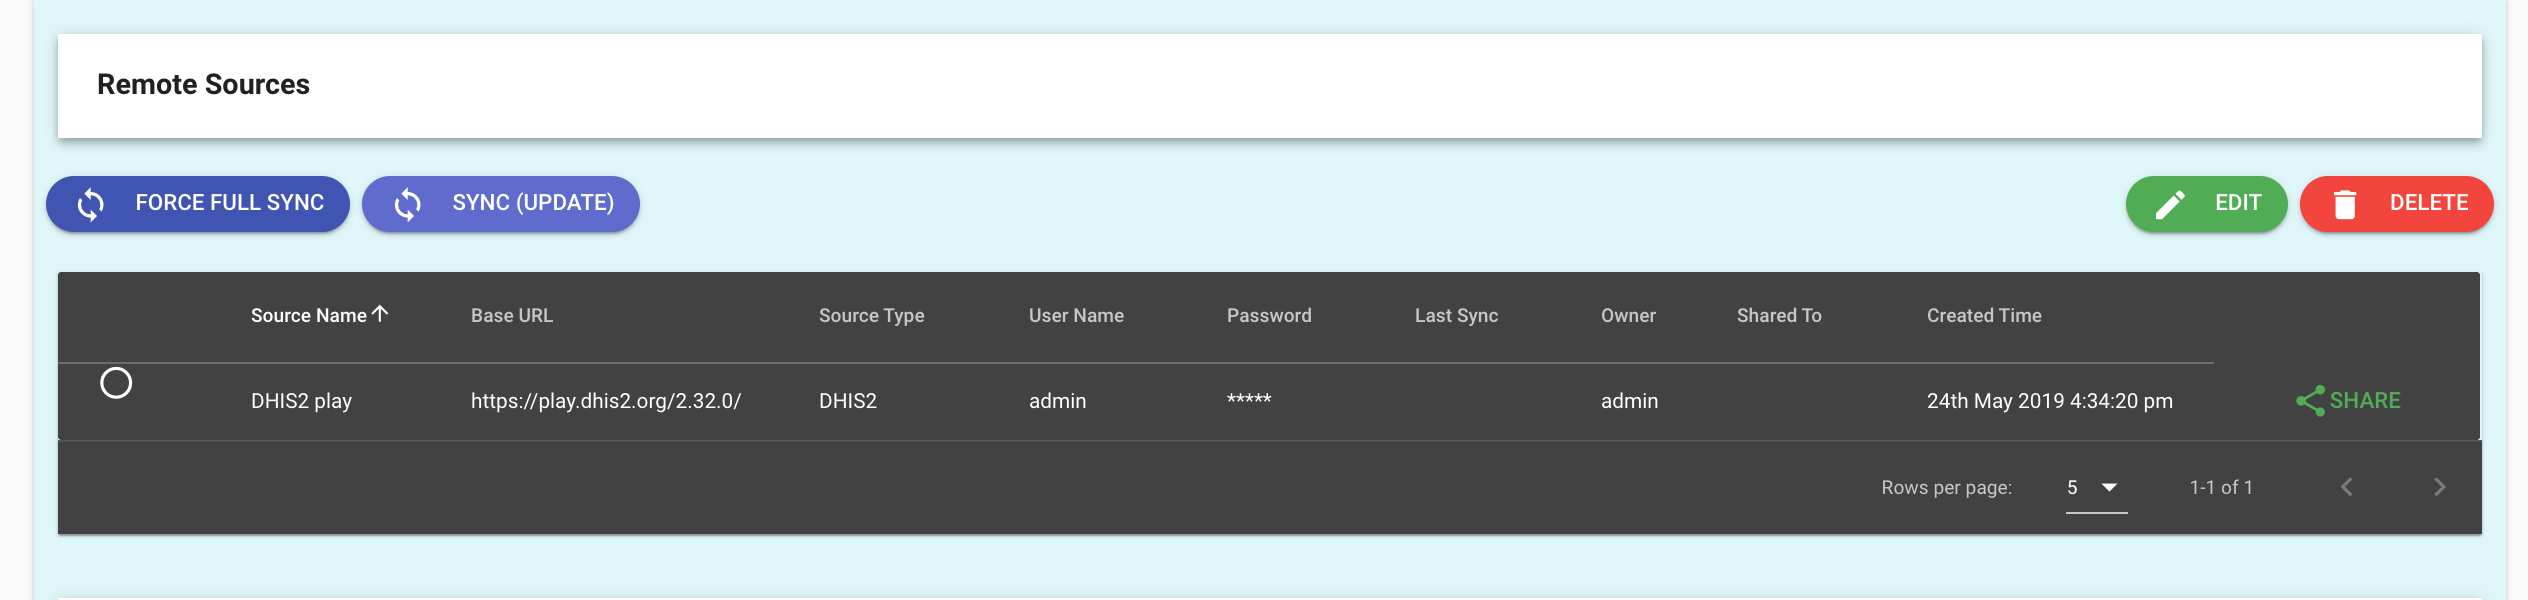 Remote Sources
FORCE FULL SYNC SYNC (UPDATE) EDIT DELETE
Source Name Base URL Source Type User Name Password Last Sync Owner Shared To Created Time
DHIS2 play https://play.dhis2.org/2.32.0/ DHIS2 admin ***** admin 24th May 2019 4:34:20 pm SHARE
Rows per page: 5 1-1 of 1